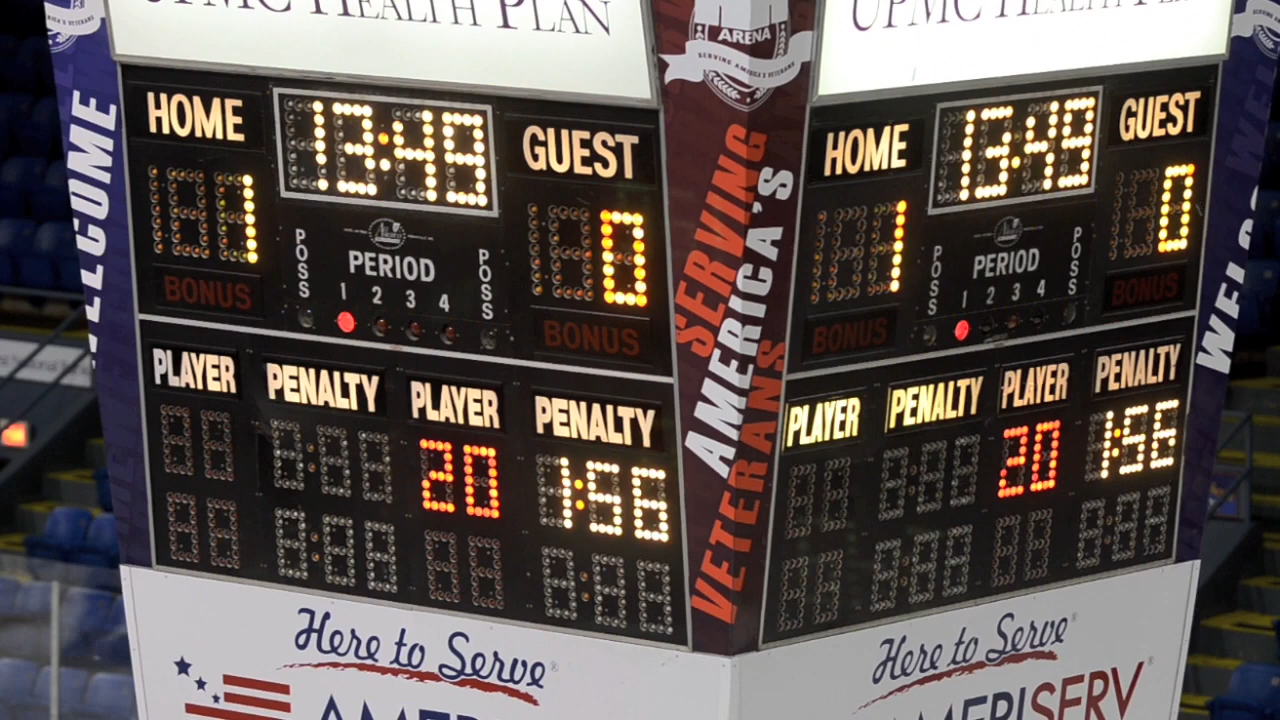 UPMC HEALTH PLAN
HOME
13:49
GUEST
1
0
POSS
PERIOD
POSS
1 2 3 4
BONUS
BONUS
PLAYER PENALTY PLAYER PENALTY
20 1:56
Here to Serve®
WELCOME
ARENA
SERVING AMERICA'S VETERANS
SERVING
AMERICA'S
VETERANS
UPMC HEALTH
HOME
13:49
GUEST
1
0
POSS
PERIOD
POSS
1 2 3 4
BONUS
BONUS
PLAYER PENALTY PLAYER PENALTY
20 1:56
Here to Serve®
AMERISERV®